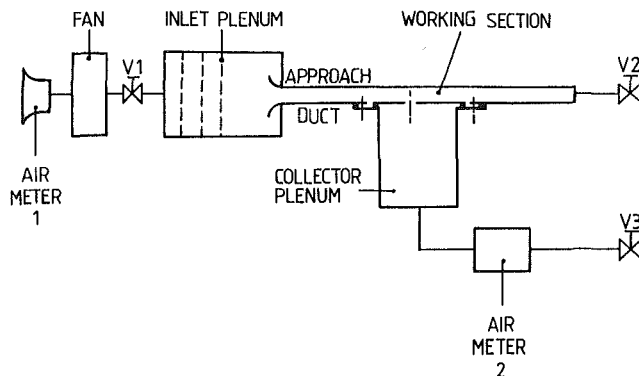 FAN
INLET PLENUM
WORKING SECTION
V1
V2
APPROACH
DUCT
AIR
METER
1
COLLECTOR
PLENUM
V3
AIR
METER
2